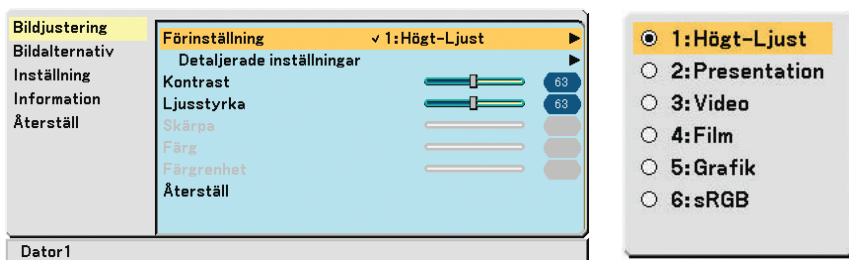 Bildjustering
Bildalternativ
Inställning
Information
Återställ
Förinställning ✓ 1:Högt-Ljust
Detaljerade inställningar
Kontrast 63
Ljusstyrka 63
Skärpa
Färg
Färgrenhet
Återställ
Dator1
1:Högt-Ljust
2:Presentation
3:Video
4:Film
5:Grafik
6:sRGB